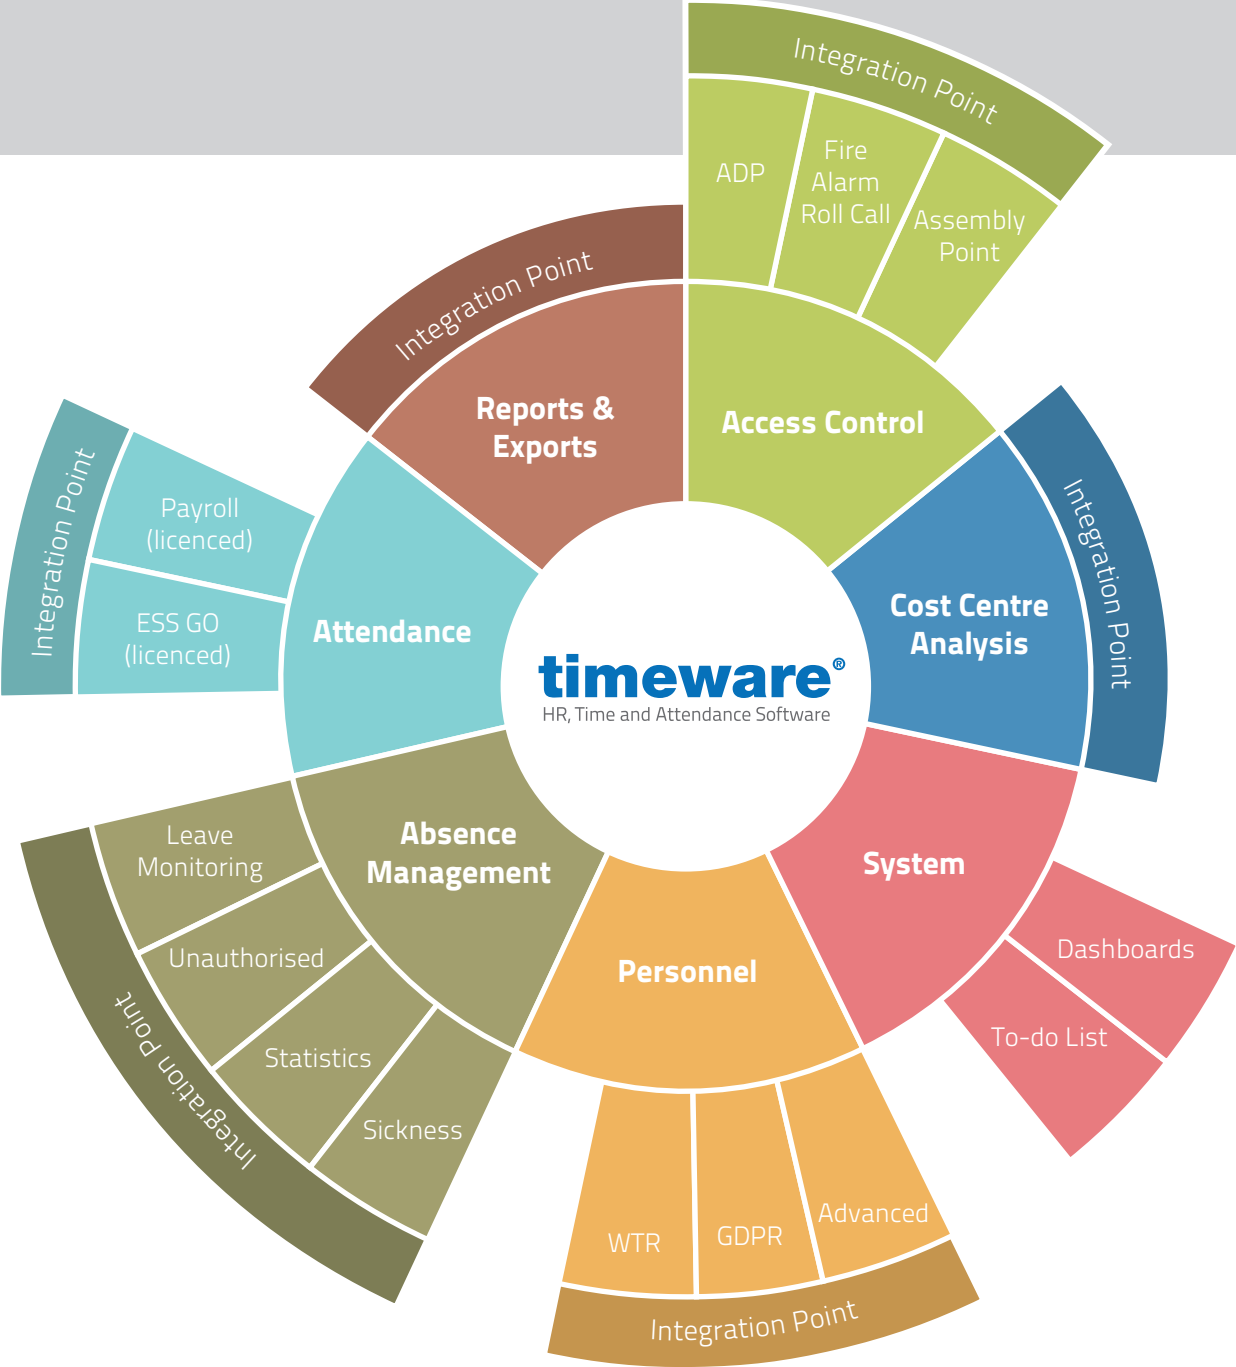 Integration Point
ADP
Fire
Alarm
Roll Call
Assembly
Point
Access Control
Integration Point
Reports &
Exports
Integration Point
Cost Centre
Analysis
Integration Point
Payroll
(licenced)
ESS GO
(licenced)
Attendance
timeware®
HR, Time and Attendance Software
System
Dashboards
To-do List
Absence
Management
Leave
Monitoring
Unauthorised
Statistics
Sickness
Integration Point
Personnel
WTR
GDPR
Advanced
Integration Point